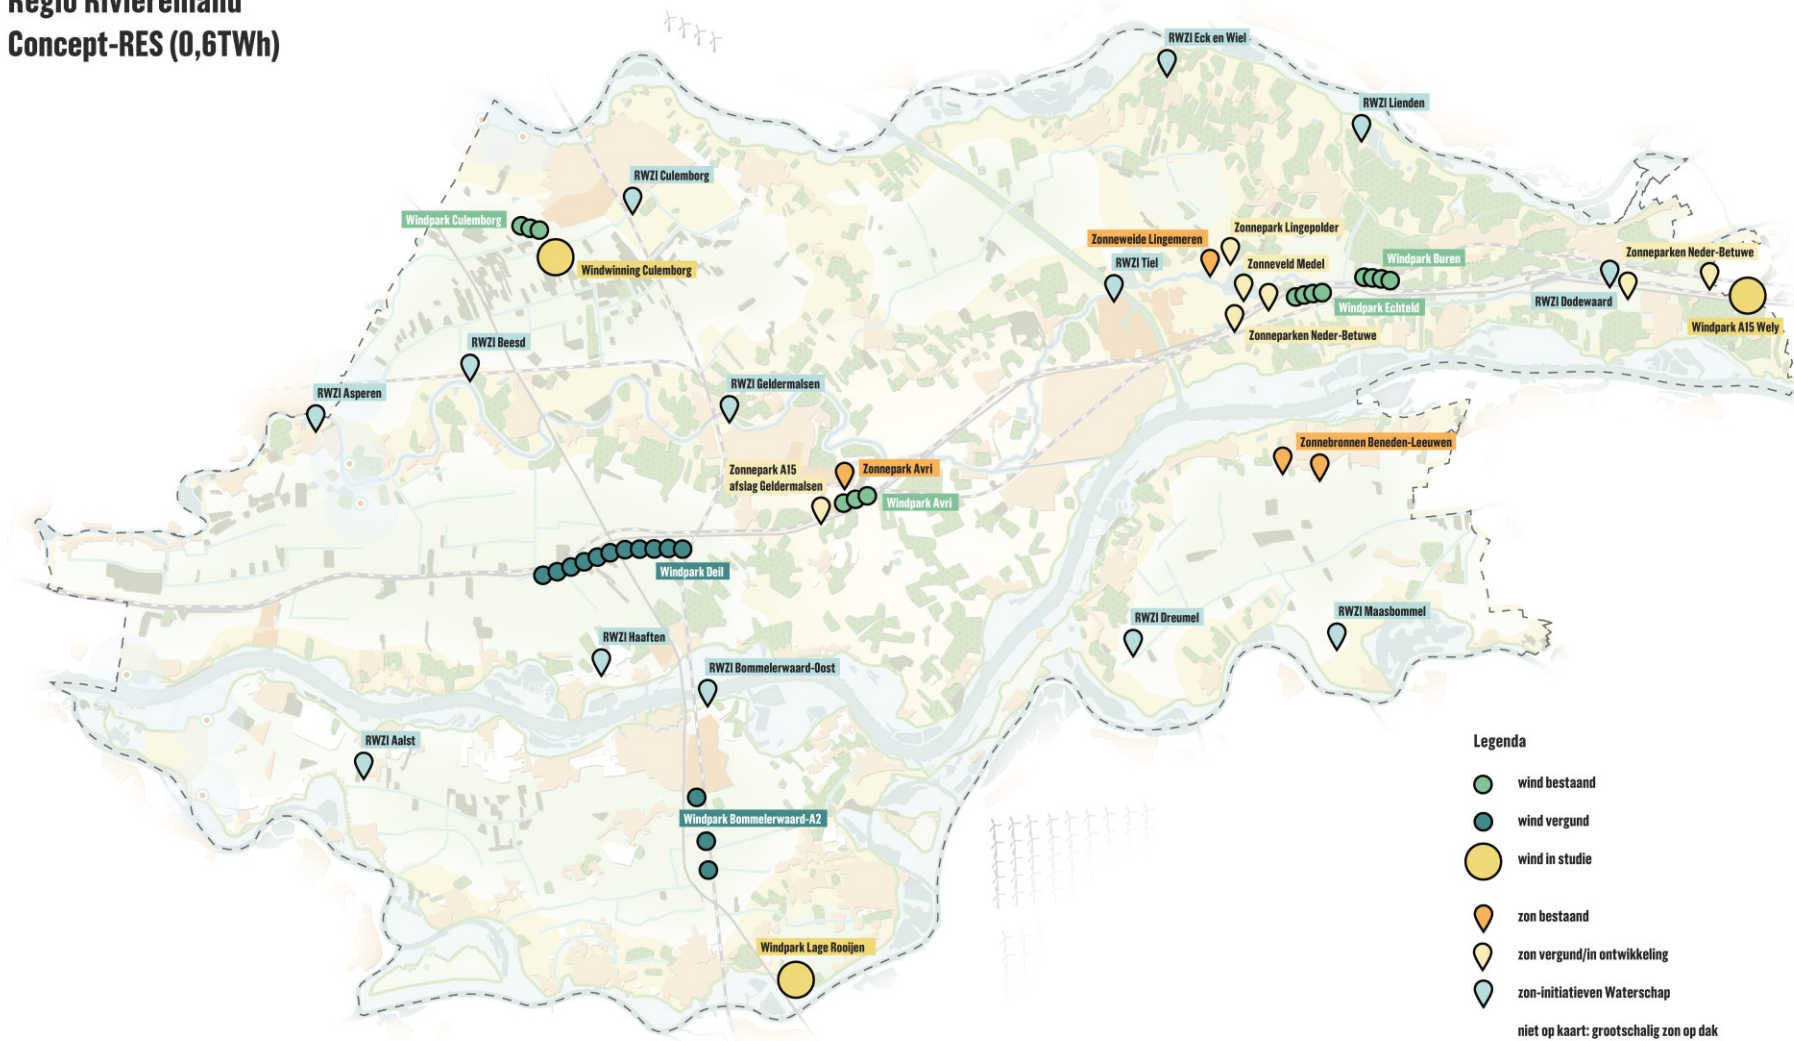 Regio Rivierenland
Concept-RES (0,6TWh)
RWZI Eck en Wiel
RWZI Lienden
RWZI Culemborg
Windpark Culemborg
Windwinning Culemborg
Zonnepark Lingepolder
Zonneweide Lingemeren
RWZI Tiel
Zonneveld Medel
Windpark Buren
Zonneparken Neder-Betuwe
RWZI Dodewaard
Windpark Echteld
Windpark A15 Wely
Zonneparken Neder-Betuwe
RWZI Beesd
RWZI Asperen
RWZI Geldermalsen
Zonnebronnen Beneden-Leeuwen
Zonnepark A15
afslag Geldermalsen
Zonnepark Avri
Windpark Avri
Windpark Deil
RWZI Dreumel
RWZI Maasbommel
RWZI Haaften
RWZI Bommelerwaard-Oost
RWZI Aalst
Windpark Bommelerwaard-A2
Windpark Lage Rooijen
Legenda
wind bestaand
wind vergund
wind in studie
zon bestaand
zon vergund/in ontwikkeling
zon-initiatieven Waterschap
niet op kaart: grootschalig zon op dak